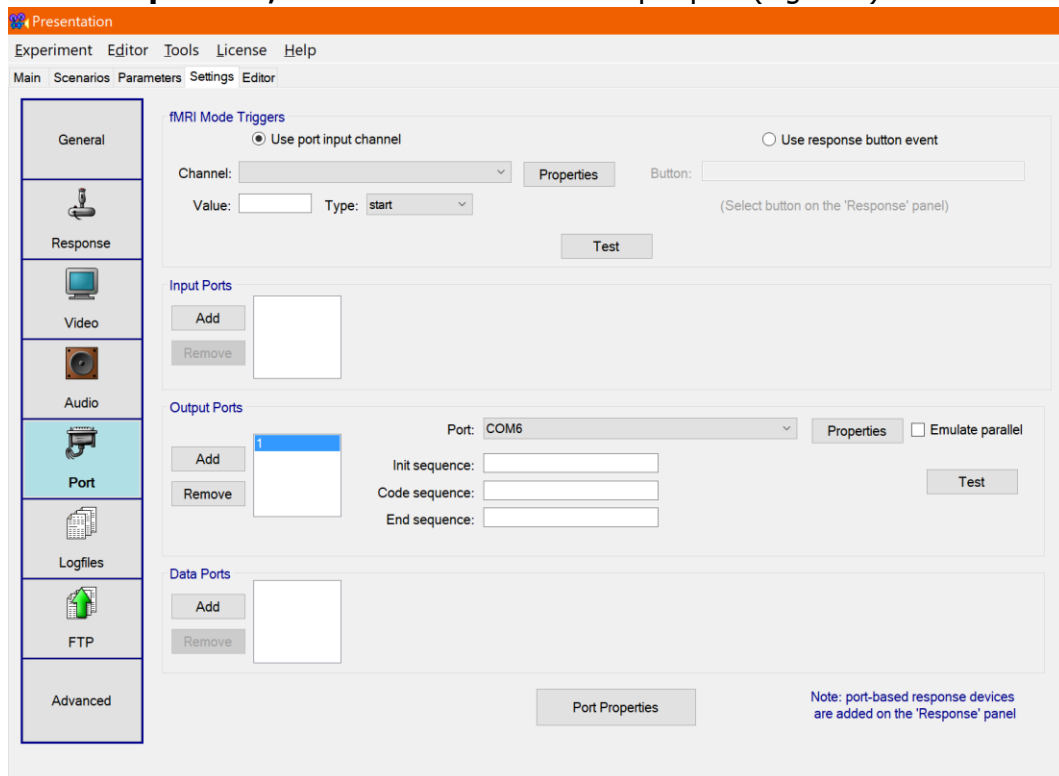 Presentation
Experiment Editor Tools License Help
Main Scenarios Parameters Settings Editor
General
Response
Video
Audio
Port
Logfiles
FTP
Advanced
fMRI Mode Triggers
Use port input channel
Use response button event
Channel:
Properties
Button:
Value:
Type: start
(Select button on the 'Response' panel)
Test
Input Ports
Add
Remove
Output Ports
Add
Remove
1
Port: COM6
Properties
Emulate parallel
Init sequence:
Code sequence:
Test
End sequence:
Data Ports
Add
Remove
Port Properties
Note: port-based response devices
are added on the 'Response' panel